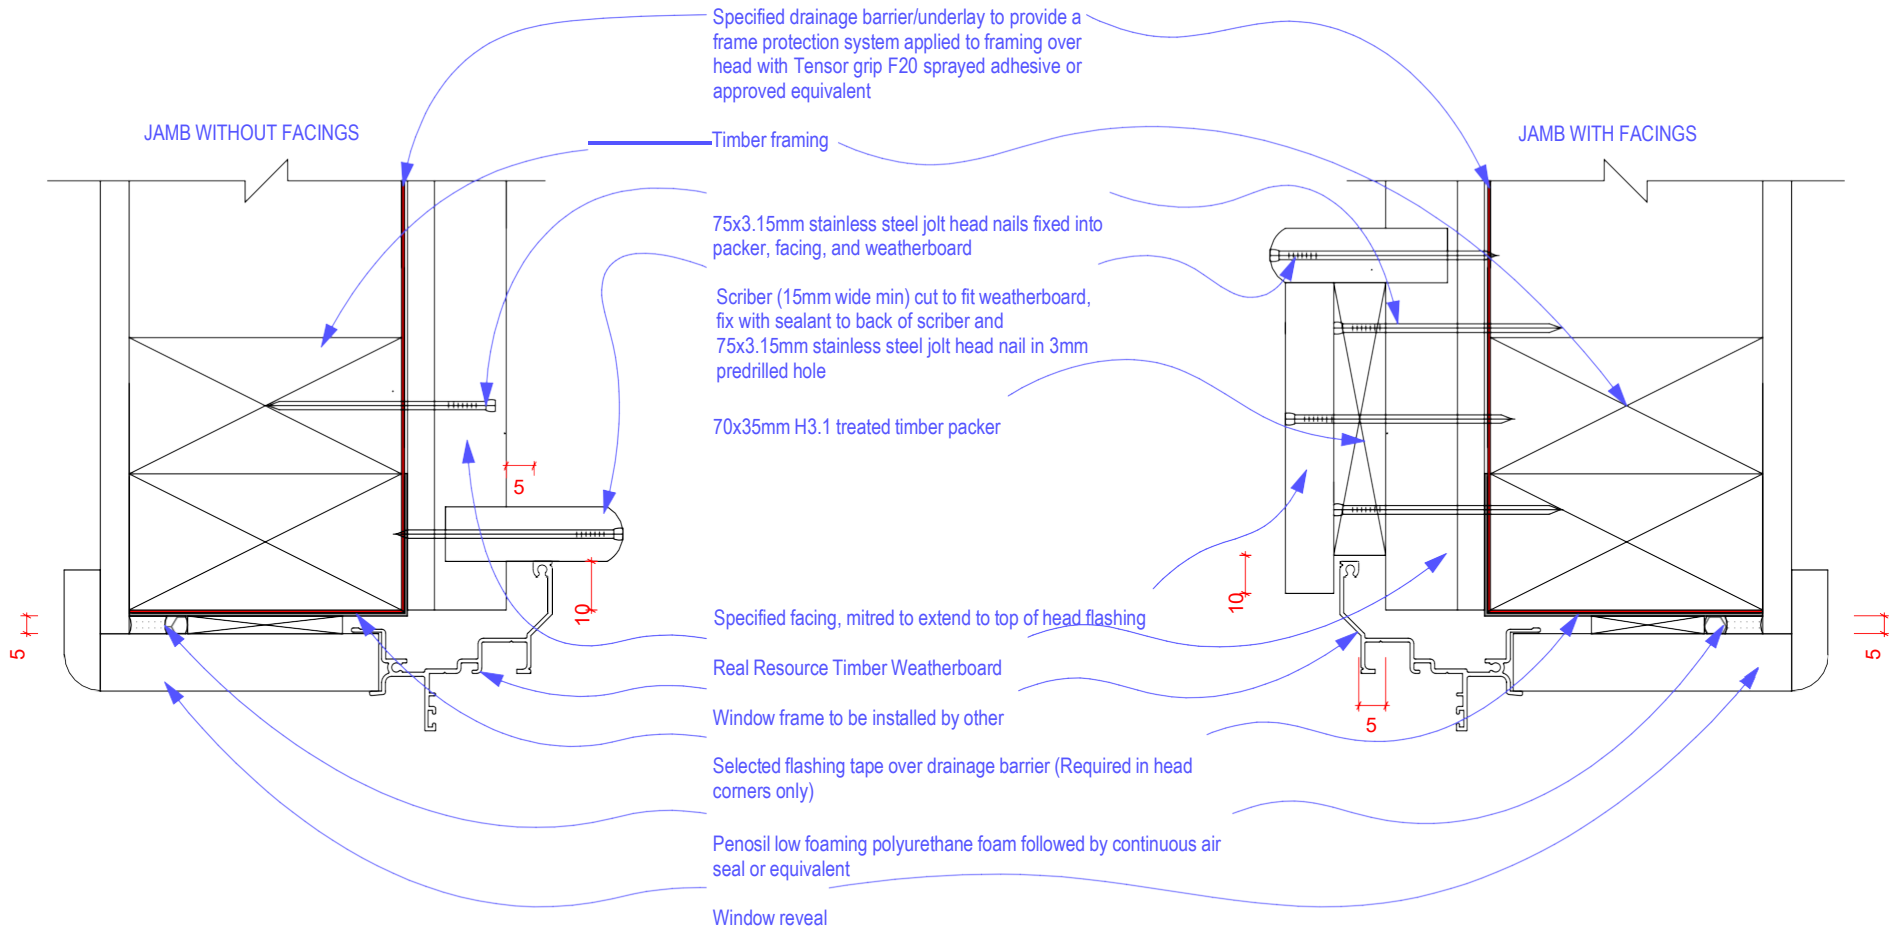 Specified drainage barrier/underlay to provide a
frame protection system applied to framing over
head with Tensor grip F20 sprayed adhesive or
approved equivalent
JAMB WITHOUT FACINGS
JAMB WITH FACINGS
Timber framing
75x3.15mm stainless steel jolt head nails fixed into
packer, facing, and weatherboard
Scriber (15mm wide min) cut to fit weatherboard,
fix with sealant to back of scriber and
75x3.15mm stainless steel jolt head nail in 3mm
predrilled hole
70x35mm H3.1 treated timber packer
5
10
10
Specified facing, mitred to extend to top of head flashing
5
5
Real Resource Timber Weatherboard
Window frame to be installed by other
5
Selected flashing tape over drainage barrier (Required in head
corners only)
Penosil low foaming polyurethane foam followed by continuous air
seal or equivalent
Window reveal